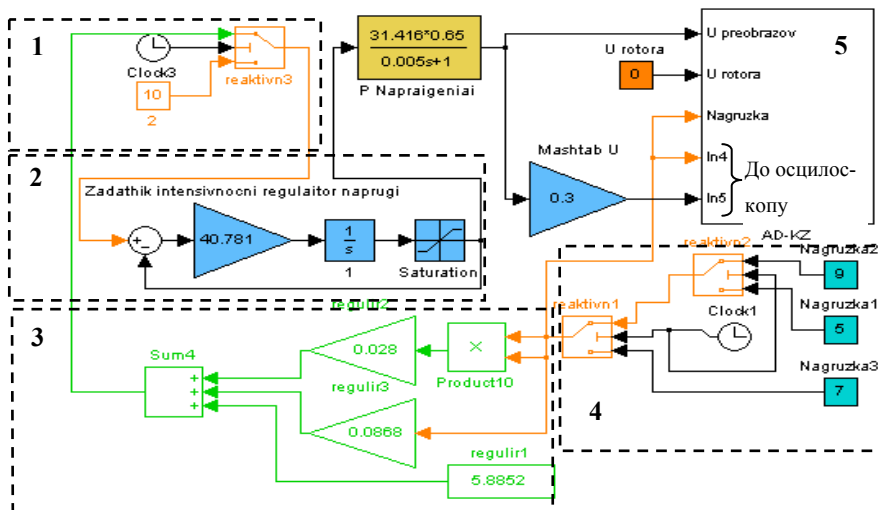 1
Clock3
10
2
reaktivn3
31.416*0.65
0.005s+1
P Napraigeniai
U rotora
0
U preobrazov
U rotora
Nagruzka
In4
In5
5
До осцилос-
копу
AD-KZ
Mashtab U
0.3
2
Zadathik intensivnocni regulaitor naprugi
40.781
1
s
1
Saturation
3
Sum4
regulir2
0.028
Product10
regulir3
0.0868
regulir1
5.8852
reaktivn1
reaktivn2
Clock1
Nagruzka2
9
Nagruzka1
5
Nagruzka3
7
4